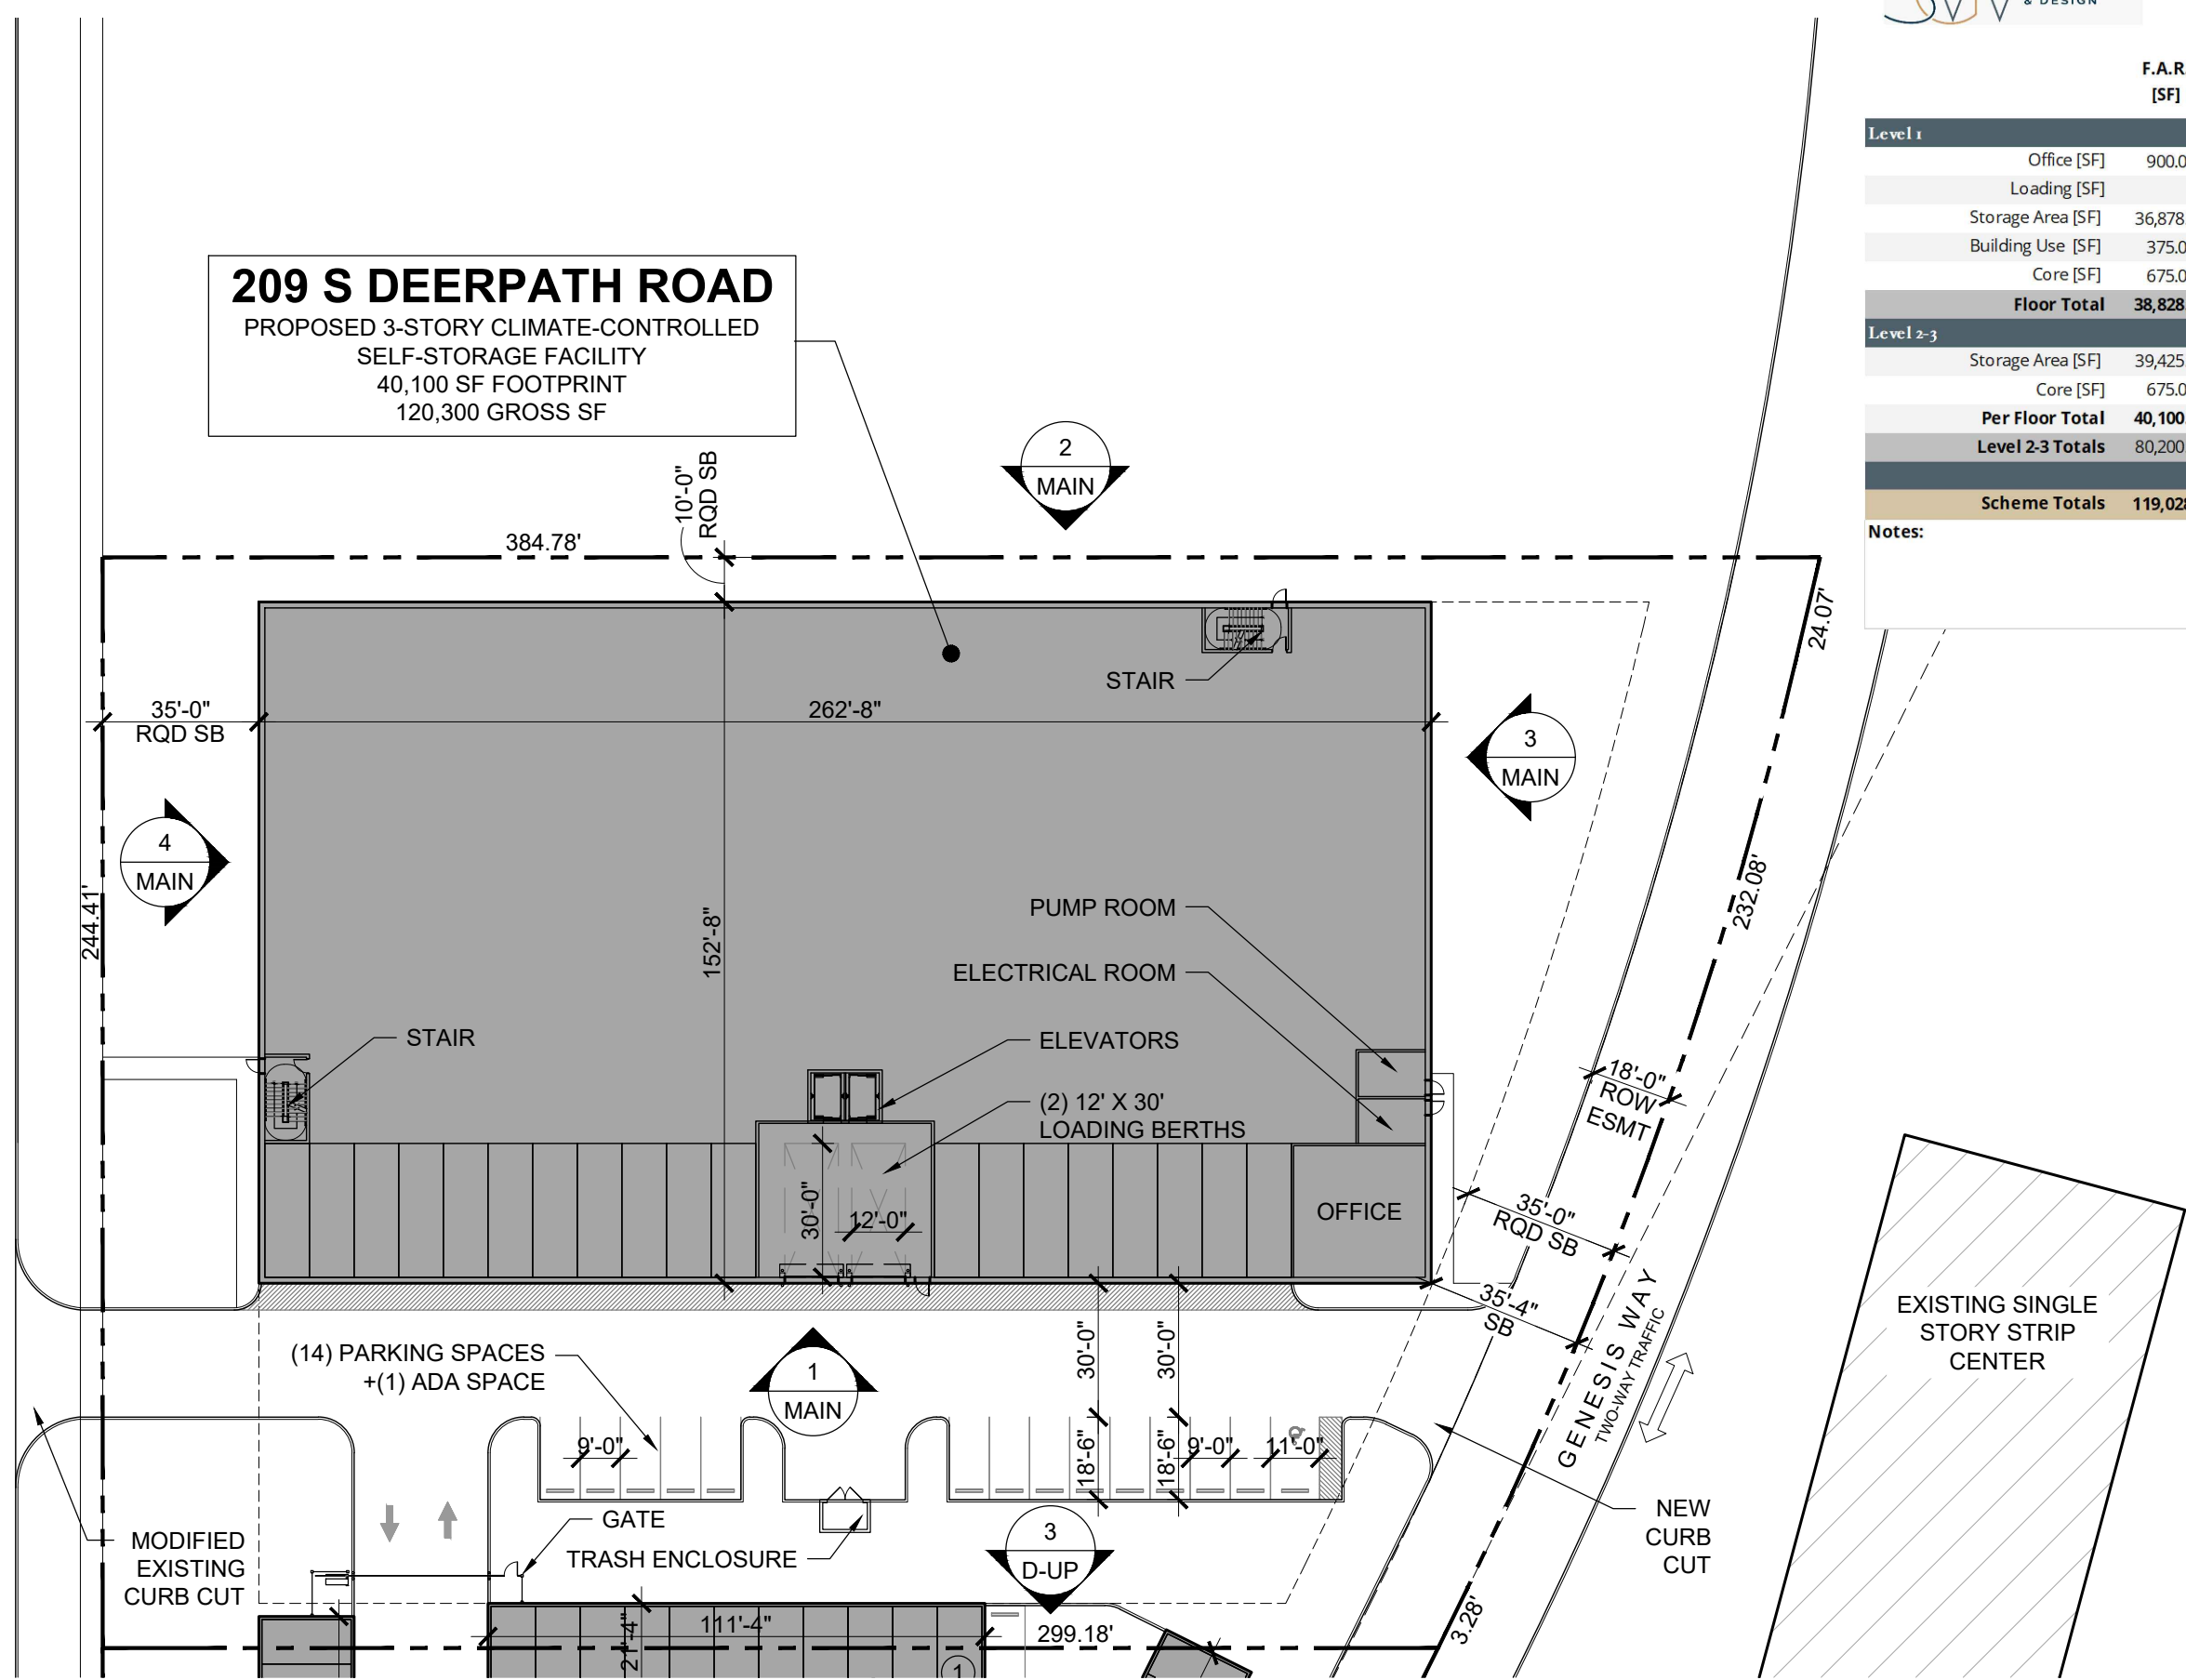 & DESIGN
F.A.R.
[SF]
Level 1
Office [SF] 900.0
Loading [SF]
Storage Area [SF] 36,878.
Building Use [SF] 375.0
Core [SF] 675.0
Floor Total 38,828.
Level 2-3
Storage Area [SF] 39,425.
Core [SF] 675.0
Per Floor Total 40,100.
Level 2-3 Totals 80,200.
Scheme Totals 119,028
Notes:
209 S DEERPATH ROAD
PROPOSED 3-STORY CLIMATE-CONTROLLED
SELF-STORAGE FACILITY
40,100 SF FOOTPRINT
120,300 GROSS SF
2
MAIN
10'-0"
RQD SB
384.78'
24.07'
STAIR
35'-0"
RQD SB
262'-8"
3
MAIN
4
MAIN
244.41'
152'-8"
232.08'
PUMP ROOM
ELECTRICAL ROOM
STAIR
ELEVATORS
(2) 12' X 30'
LOADING BERTHS
18'-0"
ROW
ESMT
30'-0"
12'-0"
OFFICE
35'-0"
RQD SB
35'-4"
SB
GENESIS WAY
TWO-WAY TRAFFIC
EXISTING SINGLE
STORY STRIP
CENTER
(14) PARKING SPACES
+(1) ADA SPACE
1
MAIN
30'-0"
30'-0"
9'-0"
18'-6"
18'-6"
9'-0"
11'-0"
MODIFIED
EXISTING
CURB CUT
GATE
TRASH ENCLOSURE
3
D-UP
NEW
CURB
CUT
21'-4"
111'-4"
299.18'
3.28'
1